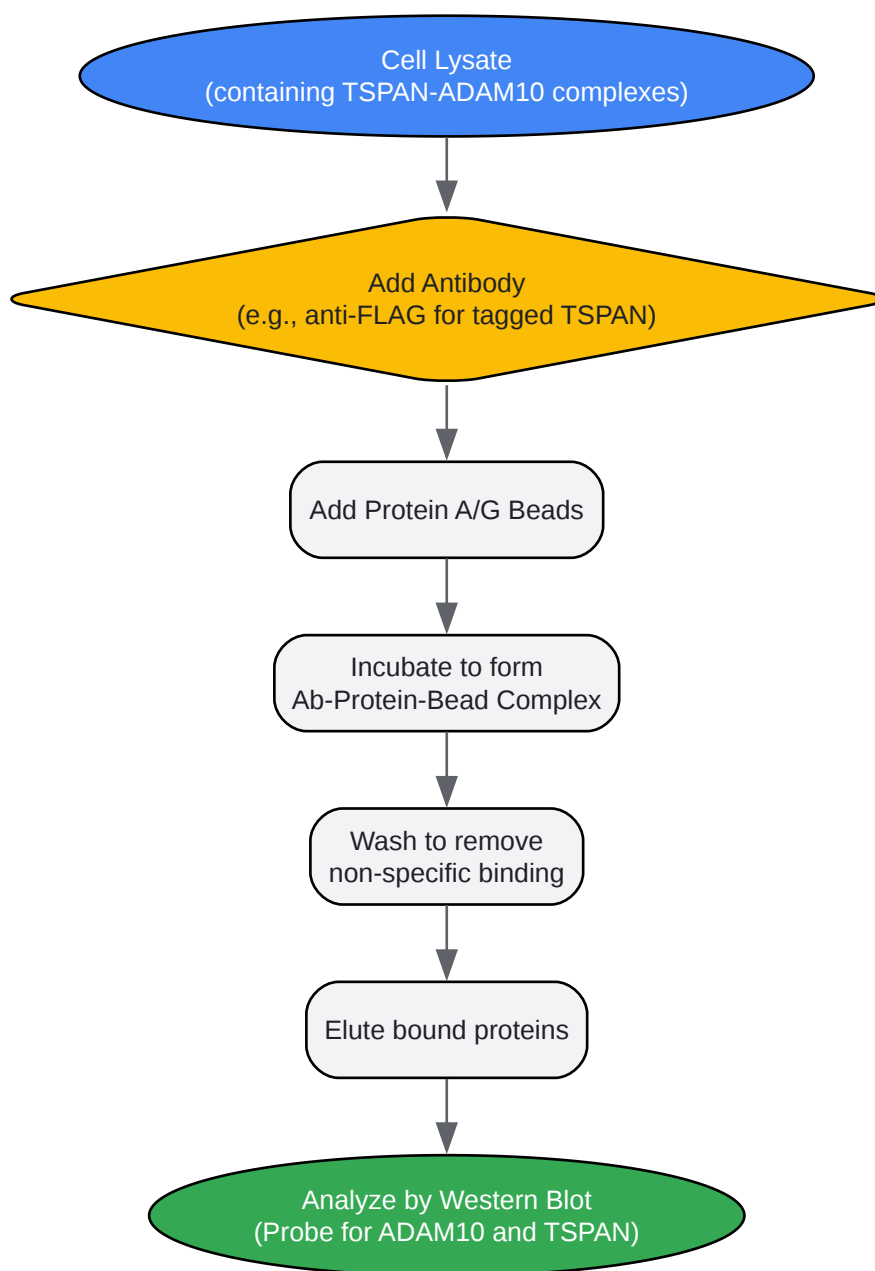 Cell Lysate
(containing TSPAN-ADAM10 complexes)
Add Antibody
(e.g., anti-FLAG for tagged TSPAN)
Add Protein A/G Beads
Incubate to form
Ab-Protein-Bead Complex
Wash to remove
non-specific binding
Elute bound proteins
Analyze by Western Blot
(Probe for ADAM10 and TSPAN)